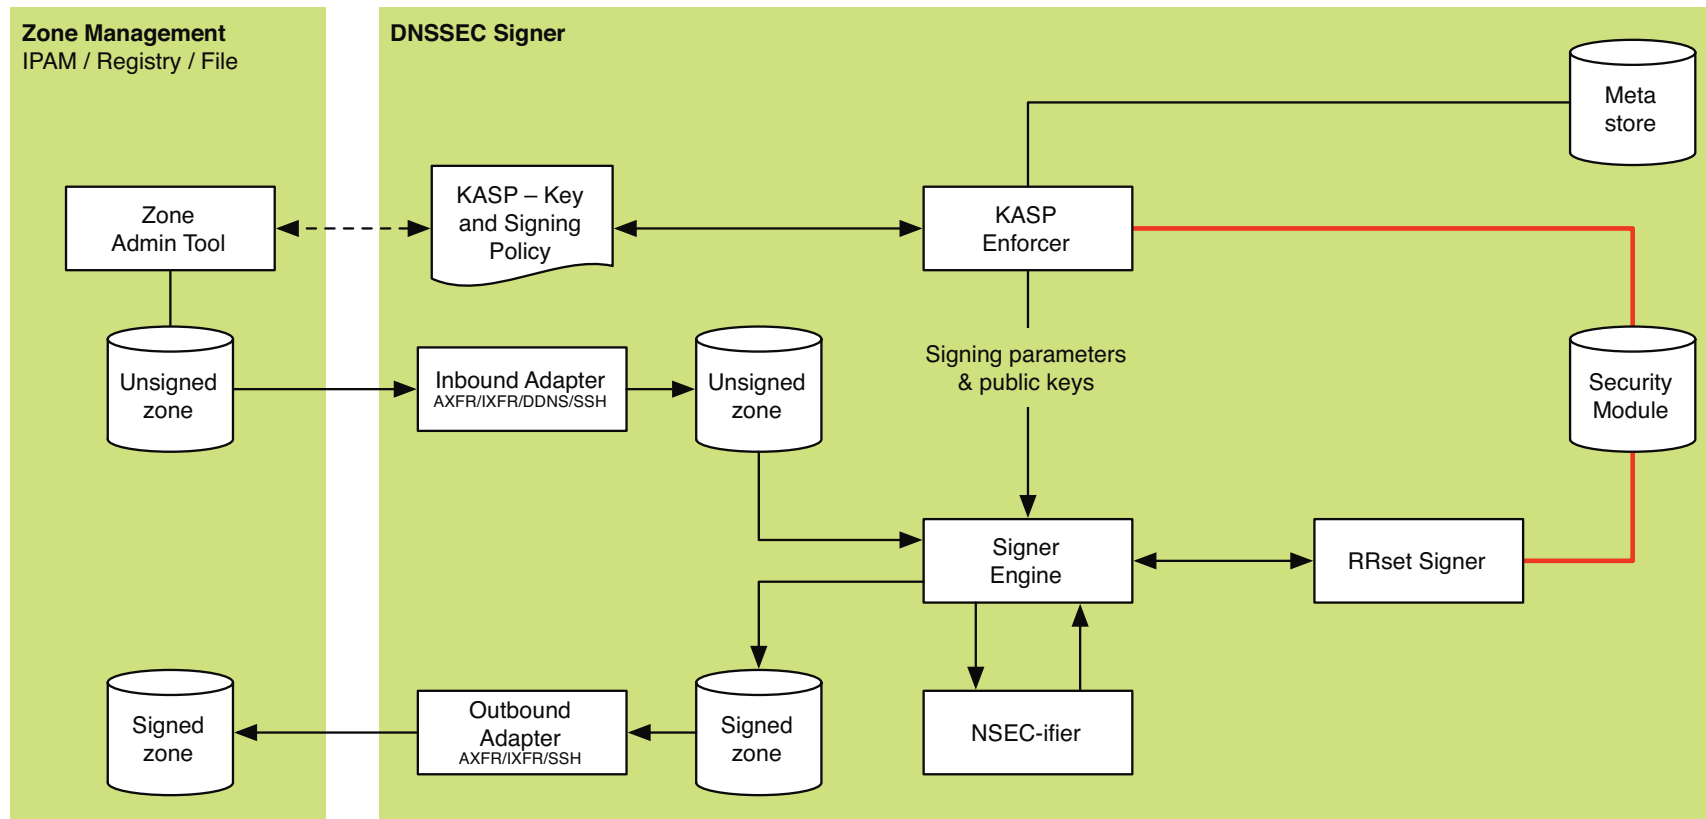 Zone Management
IPAM / Registry / File
DNSSEC Signer
Meta
store
Zone
Admin Tool
KASP – Key
and Signing
Policy
KASP
Enforcer
Unsigned
zone
Inbound Adapter
AXFR/IXFR/DDNS/SSH
Unsigned
zone
Signing parameters
& public keys
Security
Module
Signer
Engine
RRset Signer
Signed
zone
Outbound
Adapter
AXFR/IXFR/SSH
Signed
zone
NSEC-ifier